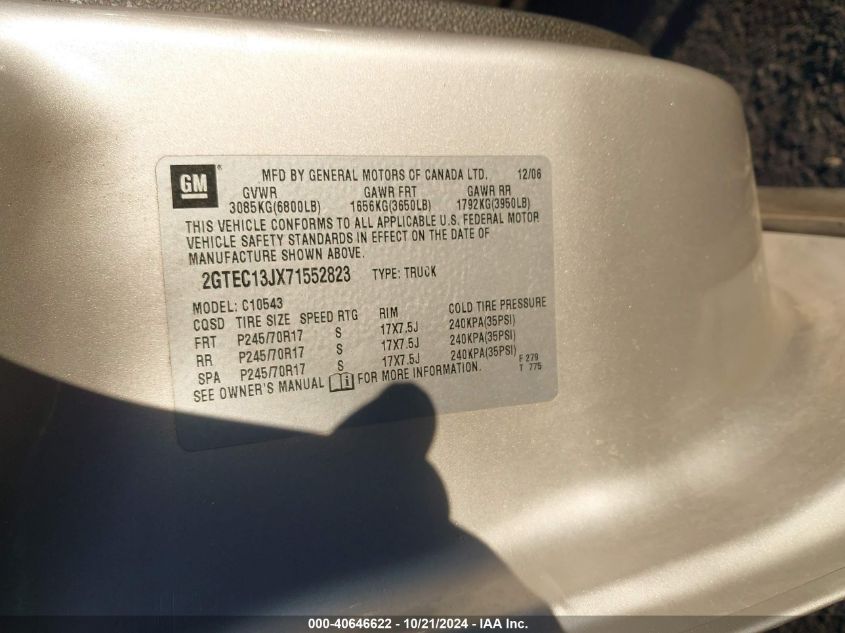 GM® MFD BY GENERAL MOTORS OF CANADA LTD. 12/06
GVWR GAWR FRT GAWR RR
3085KG(6800LB) 1656KG(3650LB) 1792KG(3950LB)
THIS VEHICLE CONFORMS TO ALL APPLICABLE U.S. FEDERAL MOTOR
VEHICLE SAFETY STANDARDS IN EFFECT ON THE DATE OF
MANUFACTURE SHOWN ABOVE.
2GTEC13JX71552823 TYPE: TRUCK
MODEL: C10543
CQSD TIRE SIZE SPEED RTG RIM COLD TIRE PRESSURE
FRT P245/70R17 S 17X7.5J 240KPA(35PSI)
RR P245/70R17 S 17X7.5J 240KPA(35PSI)
SPA P245/70R17 S 17X7.5J 240KPA(35PSI)
SEE OWNER'S MANUAL FOR MORE INFORMATION.
F 279
T 775
000-40646622 - 10/21/2024 - IAA Inc.